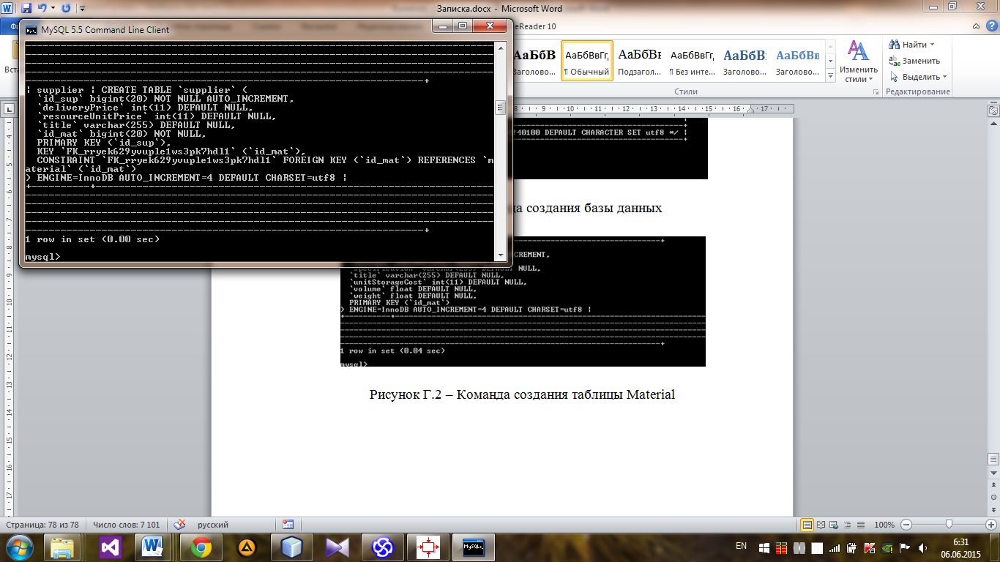 Записка.docx - Microsoft Word
MySQL 5.5 Command Line Client
eReader 10
АаБбВ
АаБбВвГг,
АаБбВв
АаБбВвГг,
АаБбВв
АаБбВвГ
Заголово...
¶ Обычный
Подзагол...
¶ Без инте...
Заголово...
Заголово...
Изменить
стили
Найти
Заменить
Выделить
Стили
Редактирование
| supplier | CREATE TABLE `supplier` (
`id_sup` bigint(20) NOT NULL AUTO_INCREMENT,
`deliveryPrice` int(11) DEFAULT NULL,
`resourceUnitPrice` int(11) DEFAULT NULL,
`title` varchar(255) DEFAULT NULL,
`id_mat` bigint(20) NOT NULL,
PRIMARY KEY (`id_sup`),
KEY `FK_rryek629yvuple1ws3pk7hdl1` (`id_mat`),
CONSTRAINT `FK_rryek629yvuple1ws3pk7hdl1` FOREIGN KEY (`id_mat`) REFERENCES `m
aterial` (`id_mat`)
) ENGINE=InnoDB AUTO_INCREMENT=4 DEFAULT CHARSET=utf8 |
1 row in set (0.00 sec)
mysql>
!40100 DEFAULT CHARACTER SET utf8 */ |
создания базы данных
CREMENT,
`specification` varchar(255) DEFAULT NULL,
`title` varchar(255) DEFAULT NULL,
`unitStorageCost` int(11) DEFAULT NULL,
`volume` float DEFAULT NULL,
`weight` float DEFAULT NULL,
PRIMARY KEY (`id_mat`)
) ENGINE=InnoDB AUTO_INCREMENT=4 DEFAULT CHARSET=utf8 |
1 row in set (0.04 sec)
mysql>
Рисунок Г.2 – Команда создания таблицы Material
Страница: 78 из 78
Число слов: 7 101
русский
100%
EN
6:31
06.06.2015